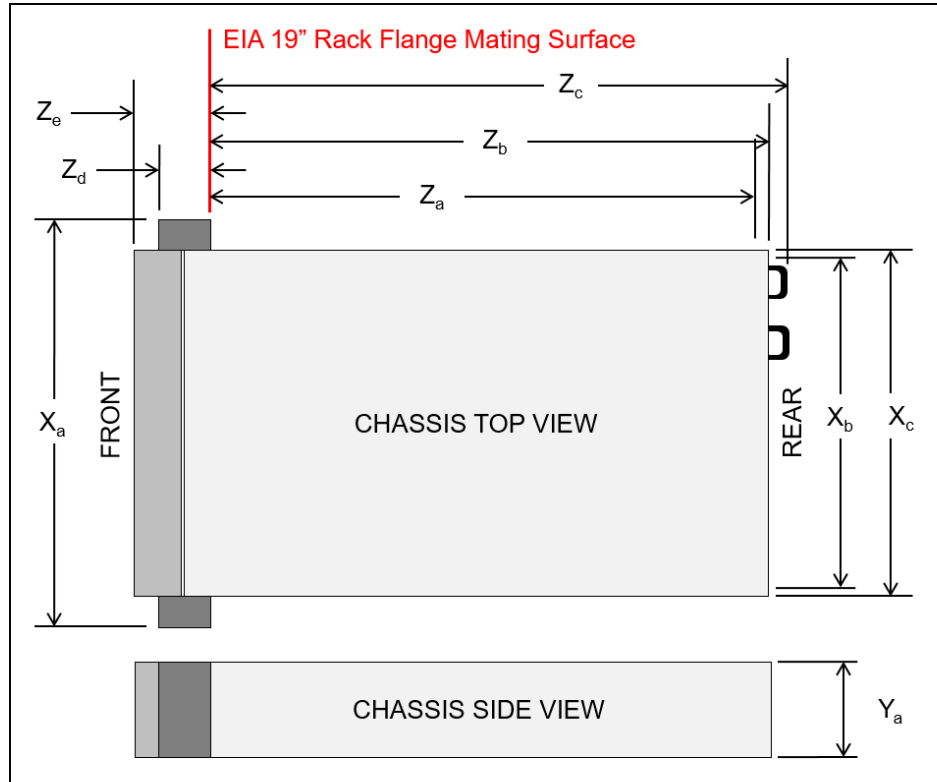 EIA 19” Rack Flange Mating Surface
Zc
Ze
Zb
Zd
Za
FRONT
CHASSIS TOP VIEW
REAR
Xa
Xb
Xc
CHASSIS SIDE VIEW
Ya